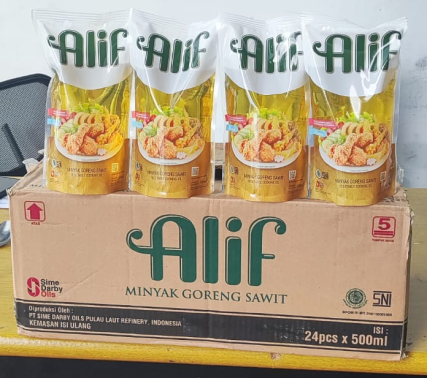 Alif
Alif
Alif
Alif
MINYAK GORENG SAWIT
MINYAK GORENG SAWIT
MINYAK GORENG SAWIT
MINYAK GORENG SAWIT
ATAS
Alif
MINYAK GORENG SAWIT
5
Sime
Darby
Oils
SNI
Diproduksi Oleh :
PT SIME DARBY OILS PULAU LAUT REFINERY, INDONESIA
KEMASAN ISI ULANG
ISI :
24pcs x 500ml